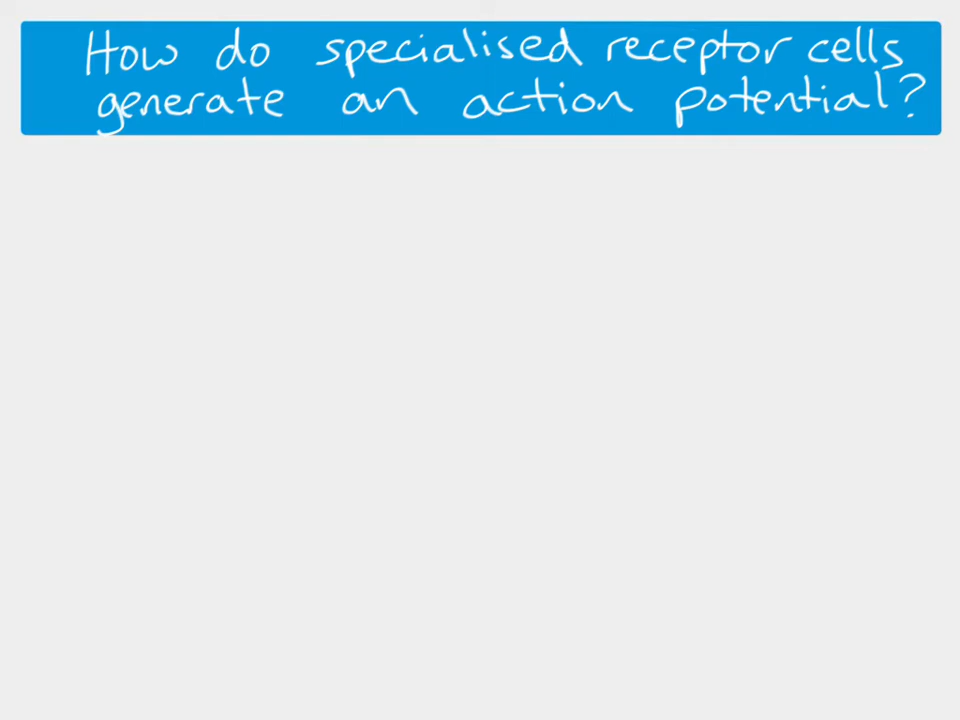 How do specialised receptor cells
generate an action potential?